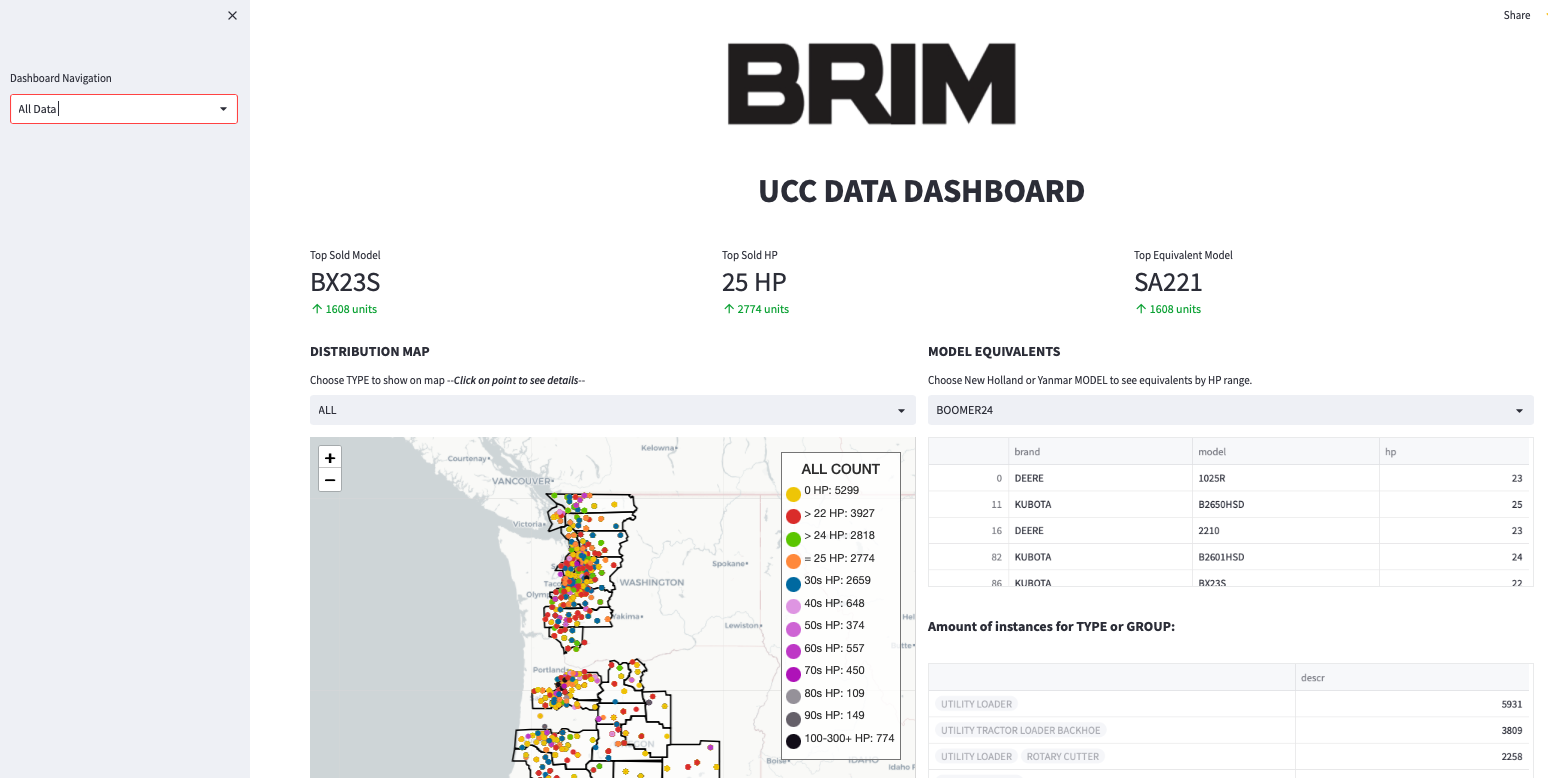 Share
Dashboard Navigation
All Data
BRIM
UCC DATA DASHBOARD
Top Sold Model
BX23S
↑ 1608 units
Top Sold HP
25 HP
↑ 2774 units
Top Equivalent Model
SA221
↑ 1608 units
DISTRIBUTION MAP
Choose TYPE to show on map --Click on point to see details--
ALL
+
−
Kelowna
Courtenay
VANCOUVER
Victoria
Spokane
WASHINGTON
Yakima
Lewiston
Portland
ALL COUNT
0 HP: 5299
> 22 HP: 3927
> 24 HP: 2818
= 25 HP: 2774
30s HP: 2659
40s HP: 648
50s HP: 374
60s HP: 557
70s HP: 450
80s HP: 109
90s HP: 149
100-300+ HP: 774
MODEL EQUIVALENTS
Choose New Holland or Yanmar MODEL to see equivalents by HP range.
BOOMER24
brand model hp
0 DEERE 1025R 23
11 KUBOTA B2650HSD 25
16 DEERE 2210 23
82 KUBOTA B2601HSD 24
86 KUBOTA BX23S 22
Amount of instances for TYPE or GROUP:
descr
UTILITY LOADER 5931
UTILITY TRACTOR LOADER BACKHOE 3809
UTILITY LOADER ROTARY CUTTER 2258